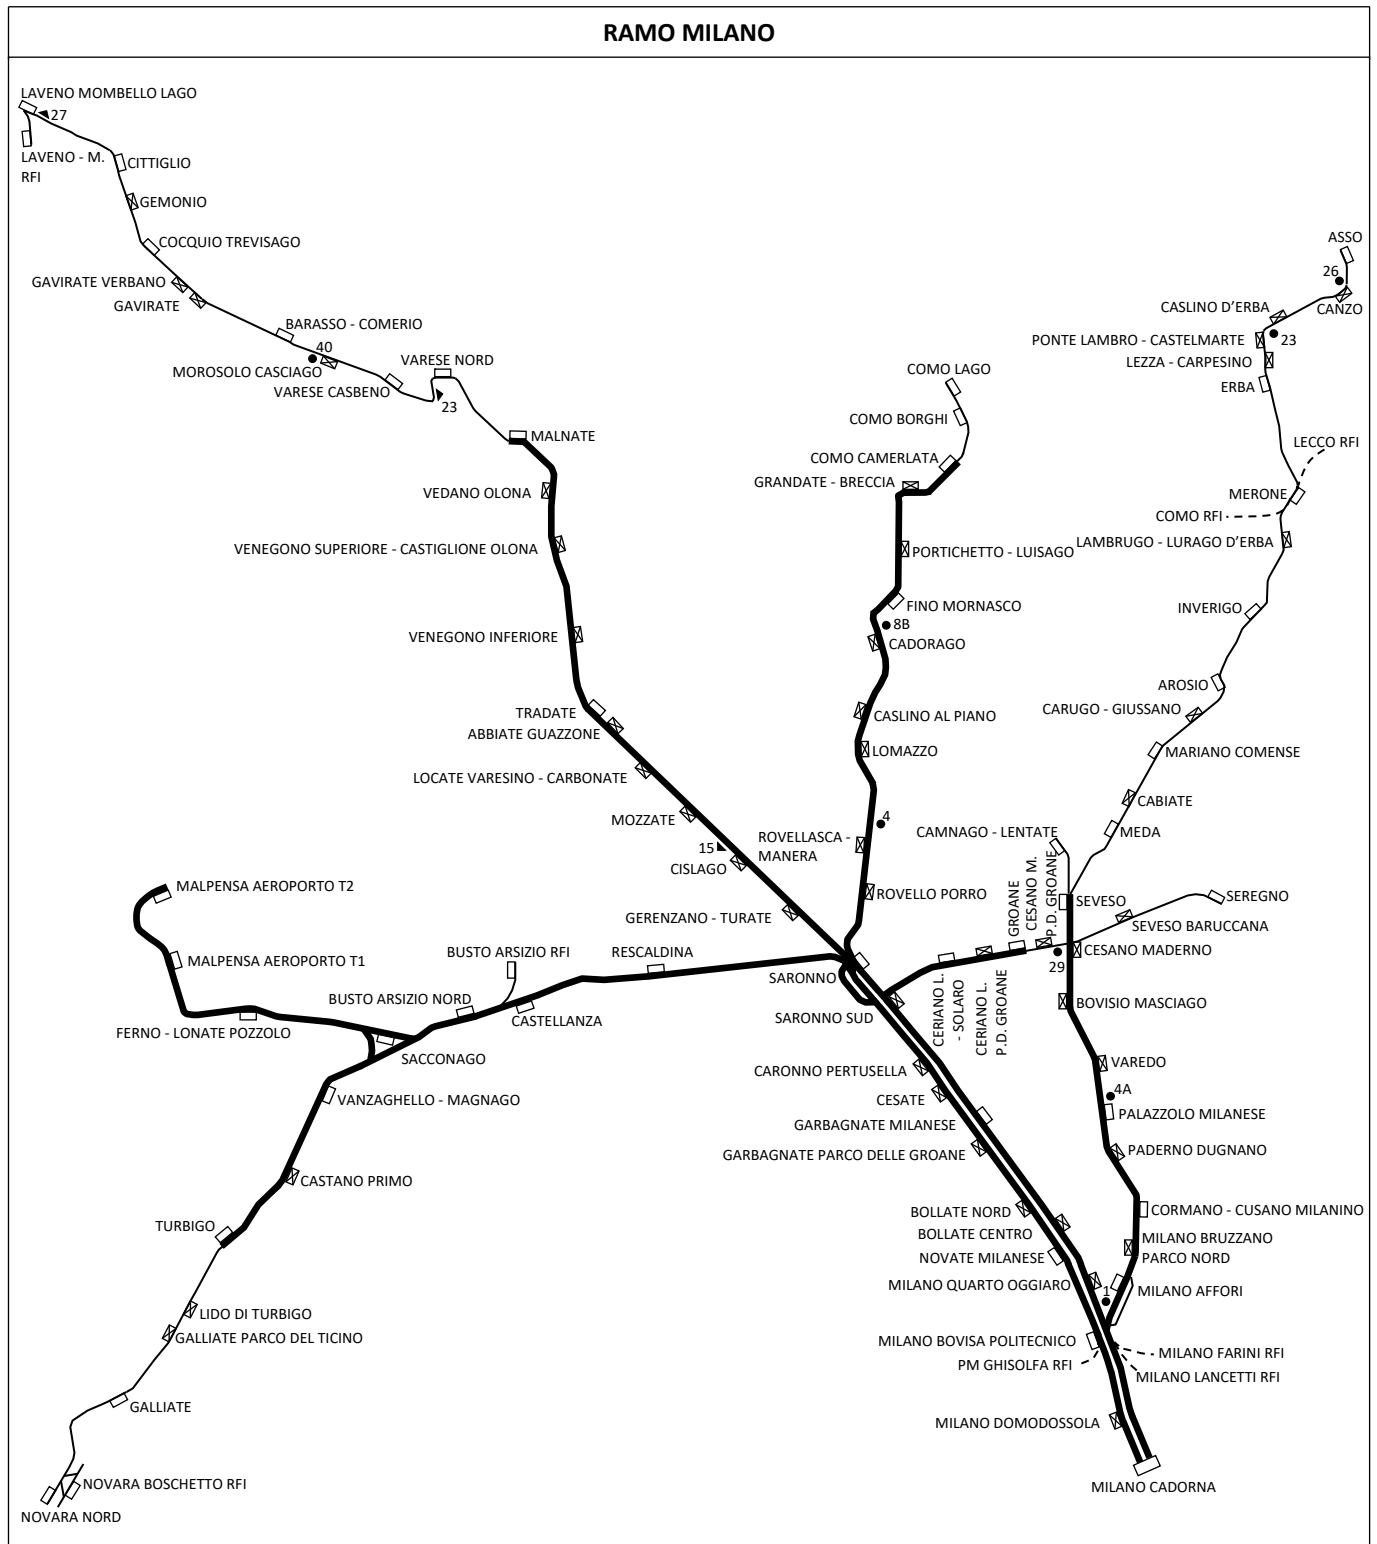 RAMO MILANO
LAVENO MOMBELLO LAGO
27
LAVENO - M.
RFI
CITTIGLIO
GEMONIO
COCQUIO TREVISAGO
GAVIRATE VERBANO
GAVIRATE
BARASSO - COMERIO
40
MOROSOLO CASCIAGO
VARESE CASBENO
VARESE NORD
23
MALNATE
VEDANO OLONA
VENEGONO SUPERIORE - CASTIGLIONE OLONA
VENEGONO INFERIORE
TRADATE
ABBIATE GUAZZONE
LOCATE VARESINO - CARBONATE
MOZZATE
15
CISLAGO
GERENZANO - TURATE
ASSO
26
CANZO
CASLINO D'ERBA
23
PONTE LAMBRO - CASTELMARTE
LEZZA - CARPESINO
ERBA
LECCO RFI
MERONE
COMO RFI
LAMBRUGO - LURAGO D'ERBA
INVERIGO
AROSIO
CARUGO - GIUSSANO
MARIANO COMENSE
CABIATE
MEDA
CAMNAGO - LENTATE
COMO LAGO
COMO BORGHI
COMO CAMERLATA
GRANDATE - BRECCIA
PORTICHETTO - LUISAGO
FINO MORNASCO
8B
CADORAGO
CASLINO AL PIANO
LOMAZZO
4
ROVELLASCA -
MANERA
ROVELLO PORRO
GROANE
CESANO M.
P.D. GROANE
SEVESO
SEREGNO
SEVESO BARUCCANA
CESANO MADERNO
29
BOVISIO MASCIAGO
CERIANO L.
- SOLARO
CERIANO L.
P.D. GROANE
MALPENSA AEROPORTO T2
MALPENSA AEROPORTO T1
FERNO - LONATE POZZOLO
BUSTO ARSIZIO RFI
BUSTO ARSIZIO NORD
RESCALDINA
CASTELLANZA
SACCONAGO
VANZAGHELLO - MAGNAGO
CASTANO PRIMO
TURBIGO
LIDO DI TURBIGO
GALLIATE PARCO DEL TICINO
GALLIATE
NOVARA BOSCHETTO RFI
NOVARA NORD
SARONNO
SARONNO SUD
CARONNO PERTUSELLA
CESATE
GARBAGNATE MILANESE
GARBAGNATE PARCO DELLE GROANE
BOLLATE NORD
BOLLATE CENTRO
NOVATE MILANESE
MILANO QUARTO OGGIARO
VAREDO
4A
PALAZZOLO MILANESE
PADERNO DUGNANO
CORMANO - CUSANO MILANINO
MILANO BRUZZANO
PARCO NORD
MILANO AFFORI
1
MILANO BOVISA POLITECNICO
PM GHISOLFA RFI
MILANO FARINI RFI
MILANO LANCETTI RFI
MILANO DOMODOSSOLA
MILANO CADORNA